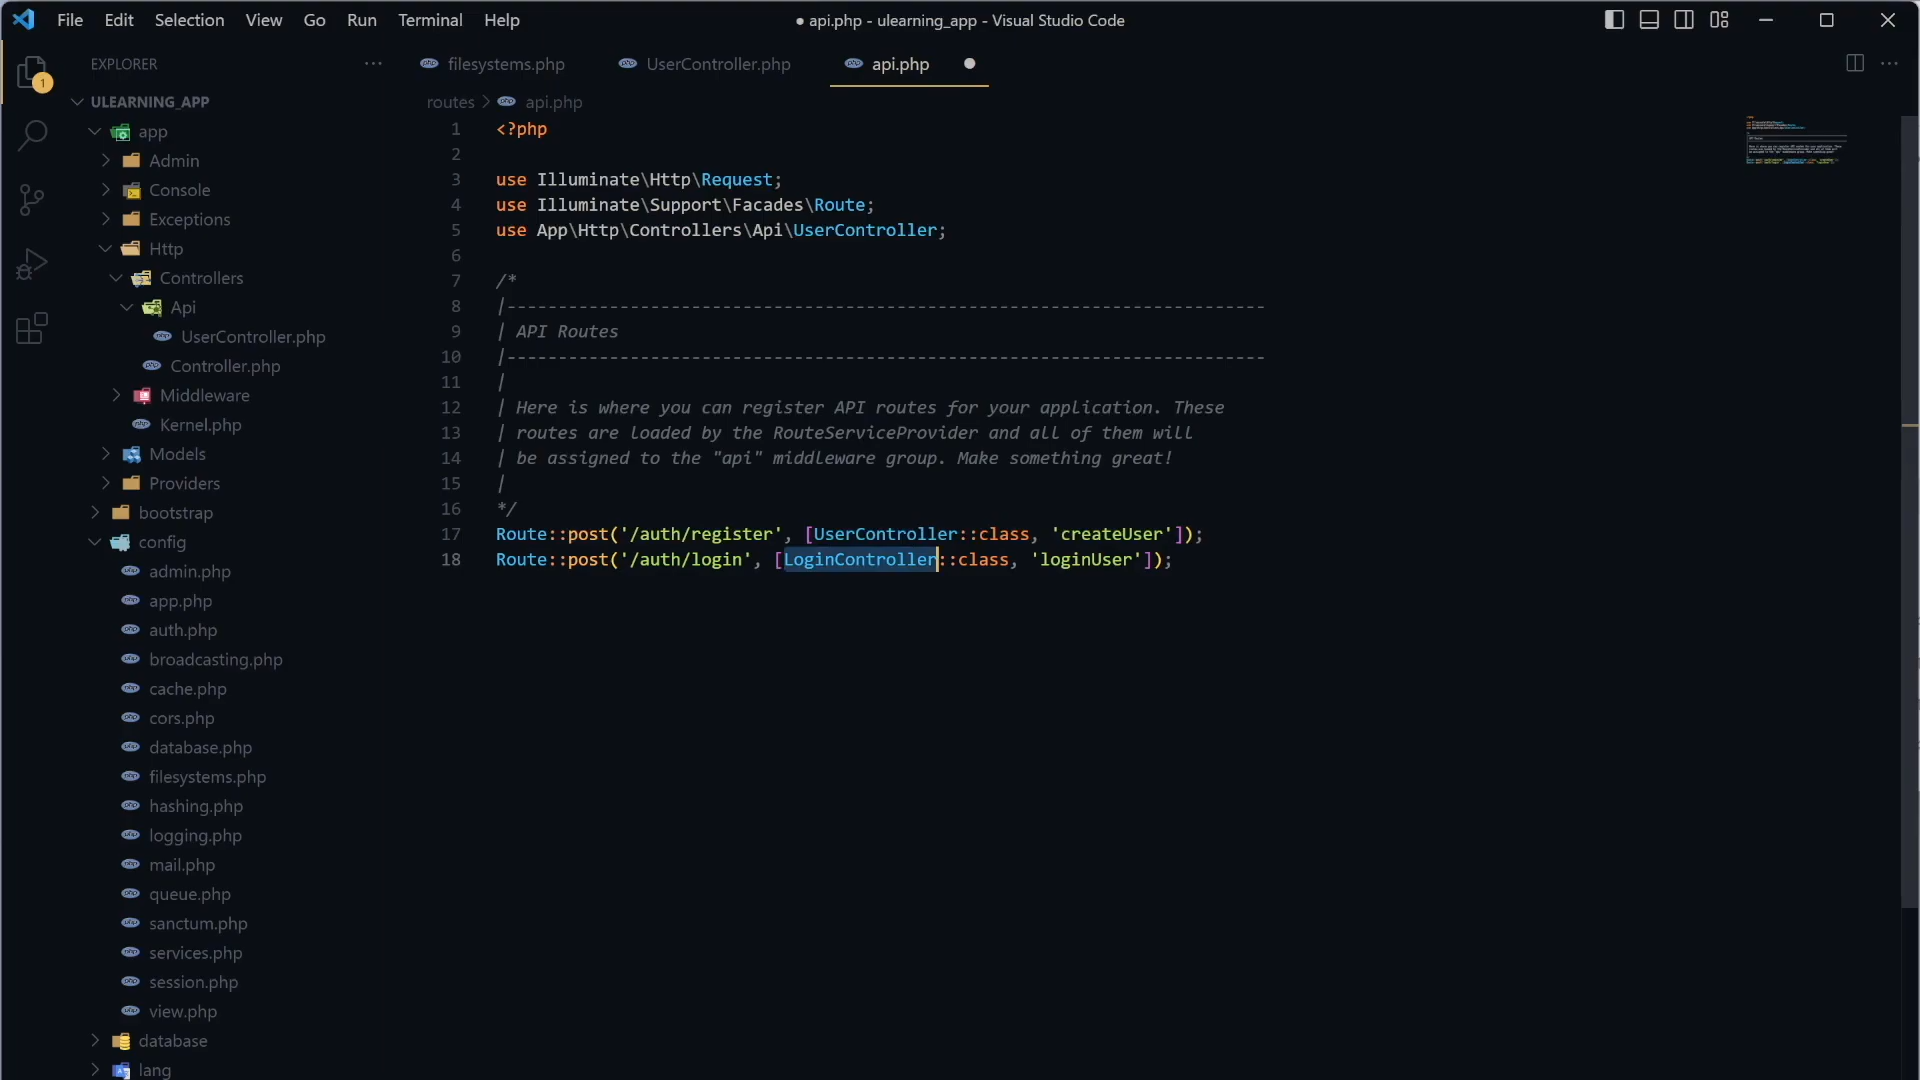 File Edit Selection View Go Run Terminal Help
● api.php - ulearning_app - Visual Studio Code
EXPLORER
1
filesystems.php
UserController.php
api.php
ULEARNING_APP
app
Admin
Console
Exceptions
Http
Controllers
Api
UserController.php
Controller.php
Middleware
Kernel.php
Models
Providers
bootstrap
config
admin.php
app.php
auth.php
broadcasting.php
cache.php
cors.php
database.php
filesystems.php
hashing.php
logging.php
mail.php
queue.php
sanctum.php
services.php
session.php
view.php
database
lang
routes > api.php
1 <?php
2
3 use Illuminate\Http\Request;
4 use Illuminate\Support\Facades\Route;
5 use App\Http\Controllers\Api\UserController;
6
7 /*
8 |--------------------------------------------------------------------------
9 | API Routes
10 |--------------------------------------------------------------------------
11 |
12 | Here is where you can register API routes for your application. These
13 | routes are loaded by the RouteServiceProvider and all of them will
14 | be assigned to the "api" middleware group. Make something great!
15 |
16 */
17 Route::post('/auth/register', [UserController::class, 'createUser']);
18 Route::post('/auth/login', [LoginController::class, 'loginUser']);